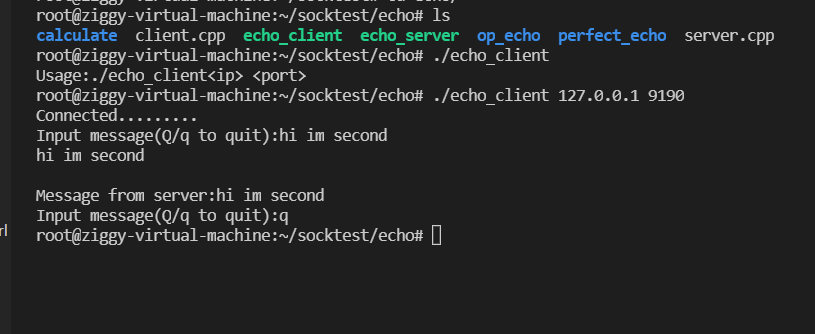 root@ziggy-virtual-machine:~/socktest/echo# ls
calculate client.cpp echo_client echo_server op_echo perfect_echo server.cpp
root@ziggy-virtual-machine:~/socktest/echo# ./echo_client
Usage:./echo_client<ip> <port>
root@ziggy-virtual-machine:~/socktest/echo# ./echo_client 127.0.0.1 9190
Connected.........
Input message(Q/q to quit):hi im second
hi im second
Message from server:hi im second
Input message(Q/q to quit):q
rl
root@ziggy-virtual-machine:~/socktest/echo#